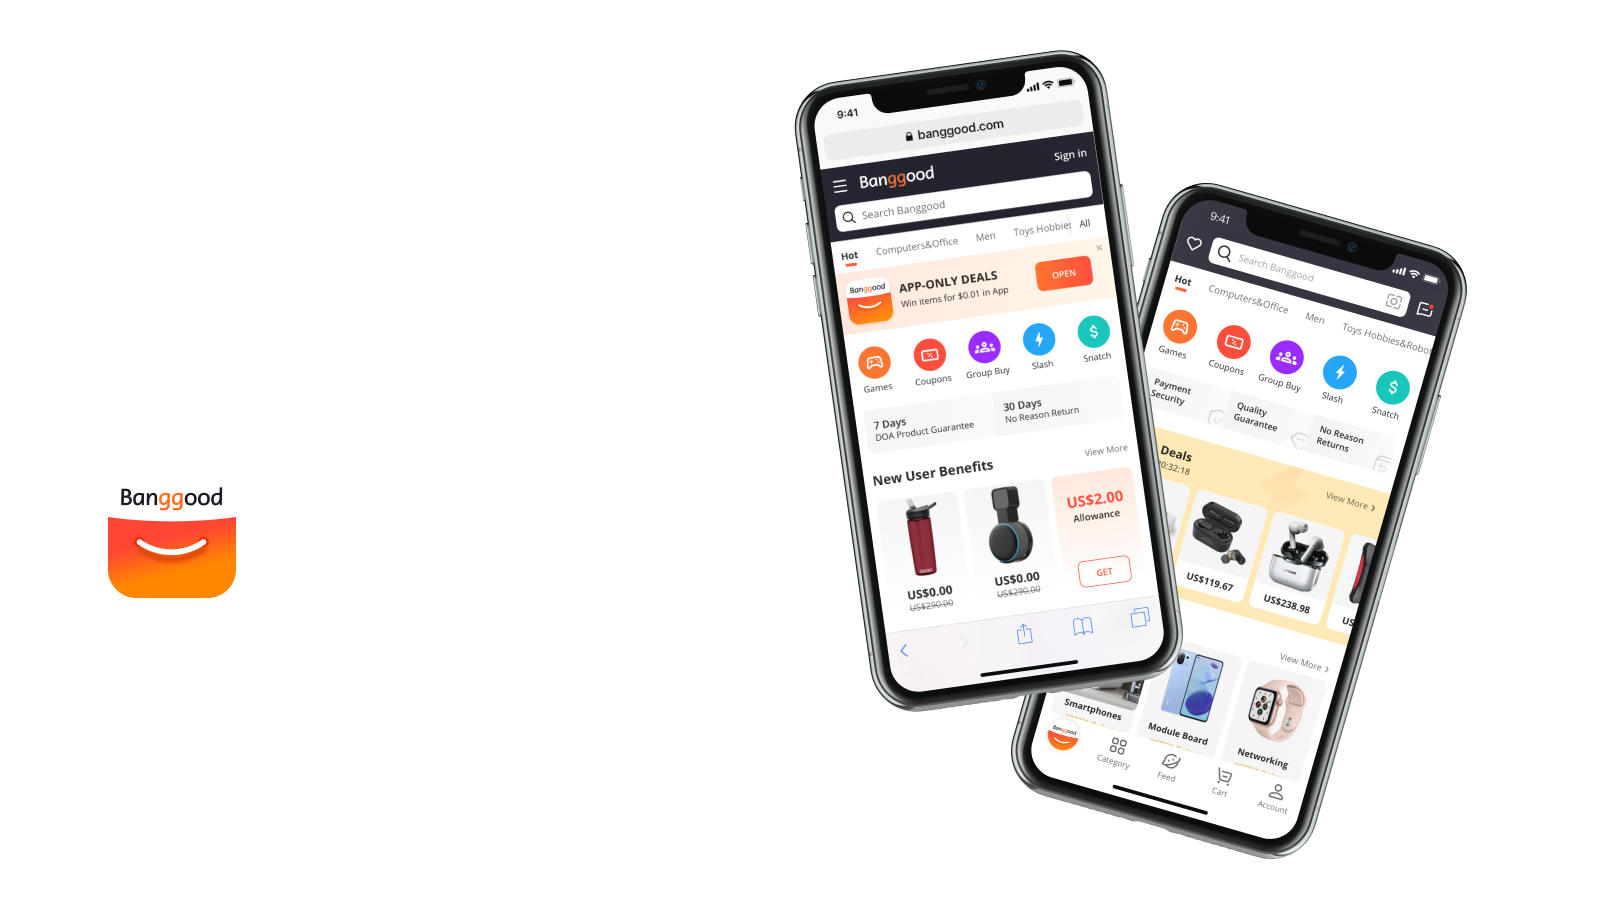 Banggood
9:41
banggood.com
Banggood
Sign in
Search Banggood
Hot
Computers&Office
Men
Toys Hobbies
All
Banggood
APP-ONLY DEALS
Win items for $0.01 in App
OPEN
Games
Coupons
Group Buy
Slash
Snatch
7 Days
DOA Product Guarantee
30 Days
No Reason Return
New User Benefits
View More
US$0.00
US$290.00
US$0.00
US$290.00
US$2.00
Allowance
GET
9:41
Search Banggood
Hot
Computers&Office
Men
Toys Hobbies&Robo
Games
Coupons
Group Buy
Slash
Snatch
Payment
Security
Quality
Guarantee
No Reason
Returns
Deals
0:32:18
View More
US$119.67
US$238.98
US
View More
Smartphones
Module Board
Networking
Banggood
Category
Feed
Cart
Account